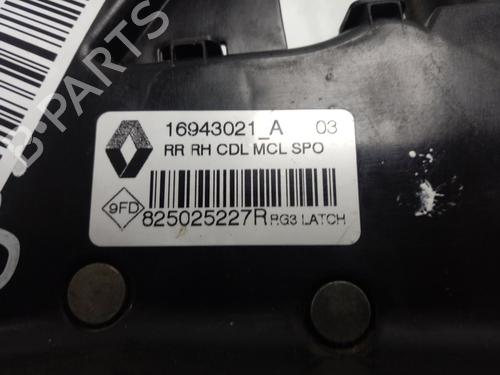 B-PARTS
16943021_A 03
RR RH CDL MCL SPO
9FD
825025227R RG3 LATCH